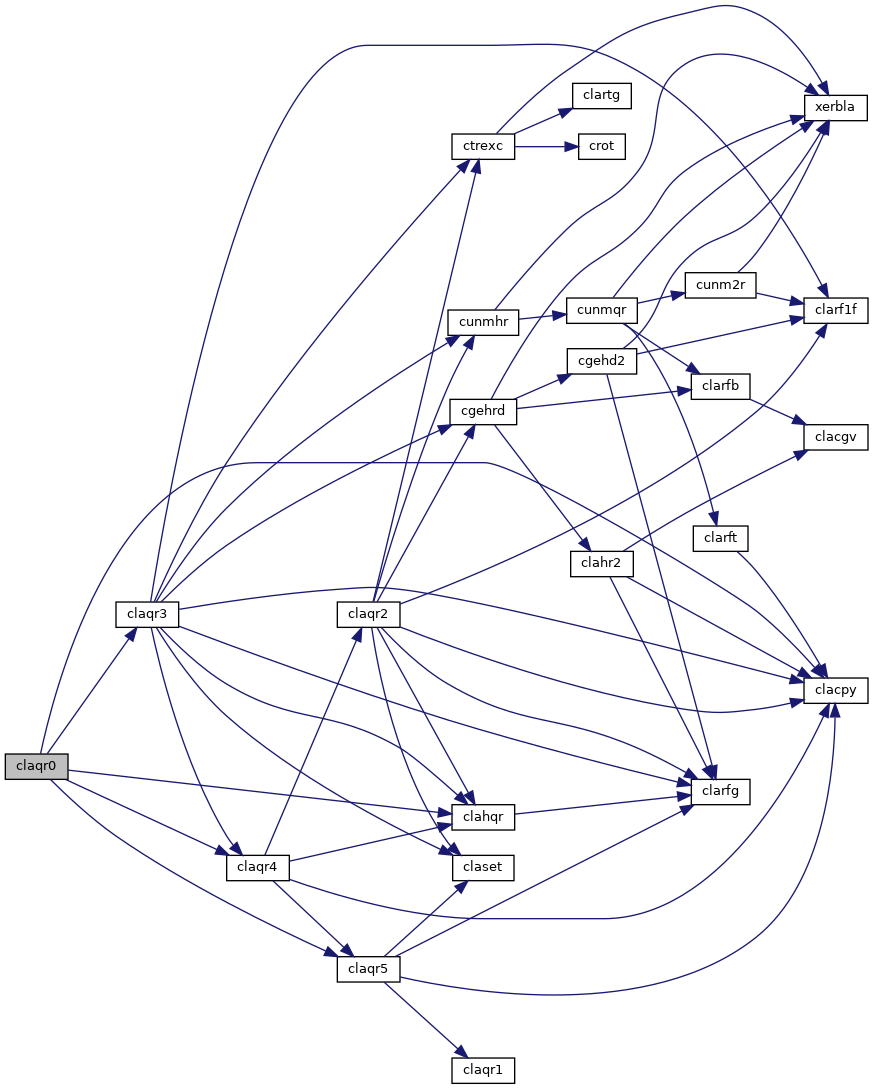 clartg
xerbla
ctrexc
crot
cunm2r
cunmqr
clarf1f
cunmhr
cgehd2
clarfb
cgehrd
clacgv
clarft
clahr2
claqr3
claqr2
clacpy
claqr0
clarfg
clahqr
claqr4
claset
claqr5
claqr1